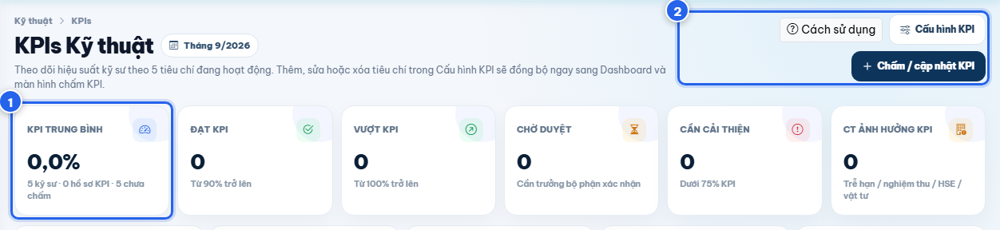 Kỹ thuật > KPIs
KPIs Kỹ thuật
Tháng 9/2026
Theo dõi hiệu suất kỹ sư theo 5 tiêu chí đang hoạt động. Thêm, sửa hoặc xóa tiêu chí trong Cấu hình KPI sẽ đồng bộ ngay sang Dashboard và
màn hình chấm KPI.
2
Cách sử dụng
Cấu hình KPI
+ Chấm / cập nhật KPI
1
KPI TRUNG BÌNH
0,0%
5 kỹ sư · 0 hồ sơ KPI · 5 chưa
chấm
ĐẠT KPI
0
Từ 90% trở lên
VƯỢT KPI
0
Từ 100% trở lên
CHỜ DUYỆT
0
Cần trưởng bộ phận xác nhận
CẦN CẢI THIỆN
0
Dưới 75% KPI
CT ẢNH HƯỞNG KPI
0
Trễ hạn / nghiệm thu / HSE /
vật tư